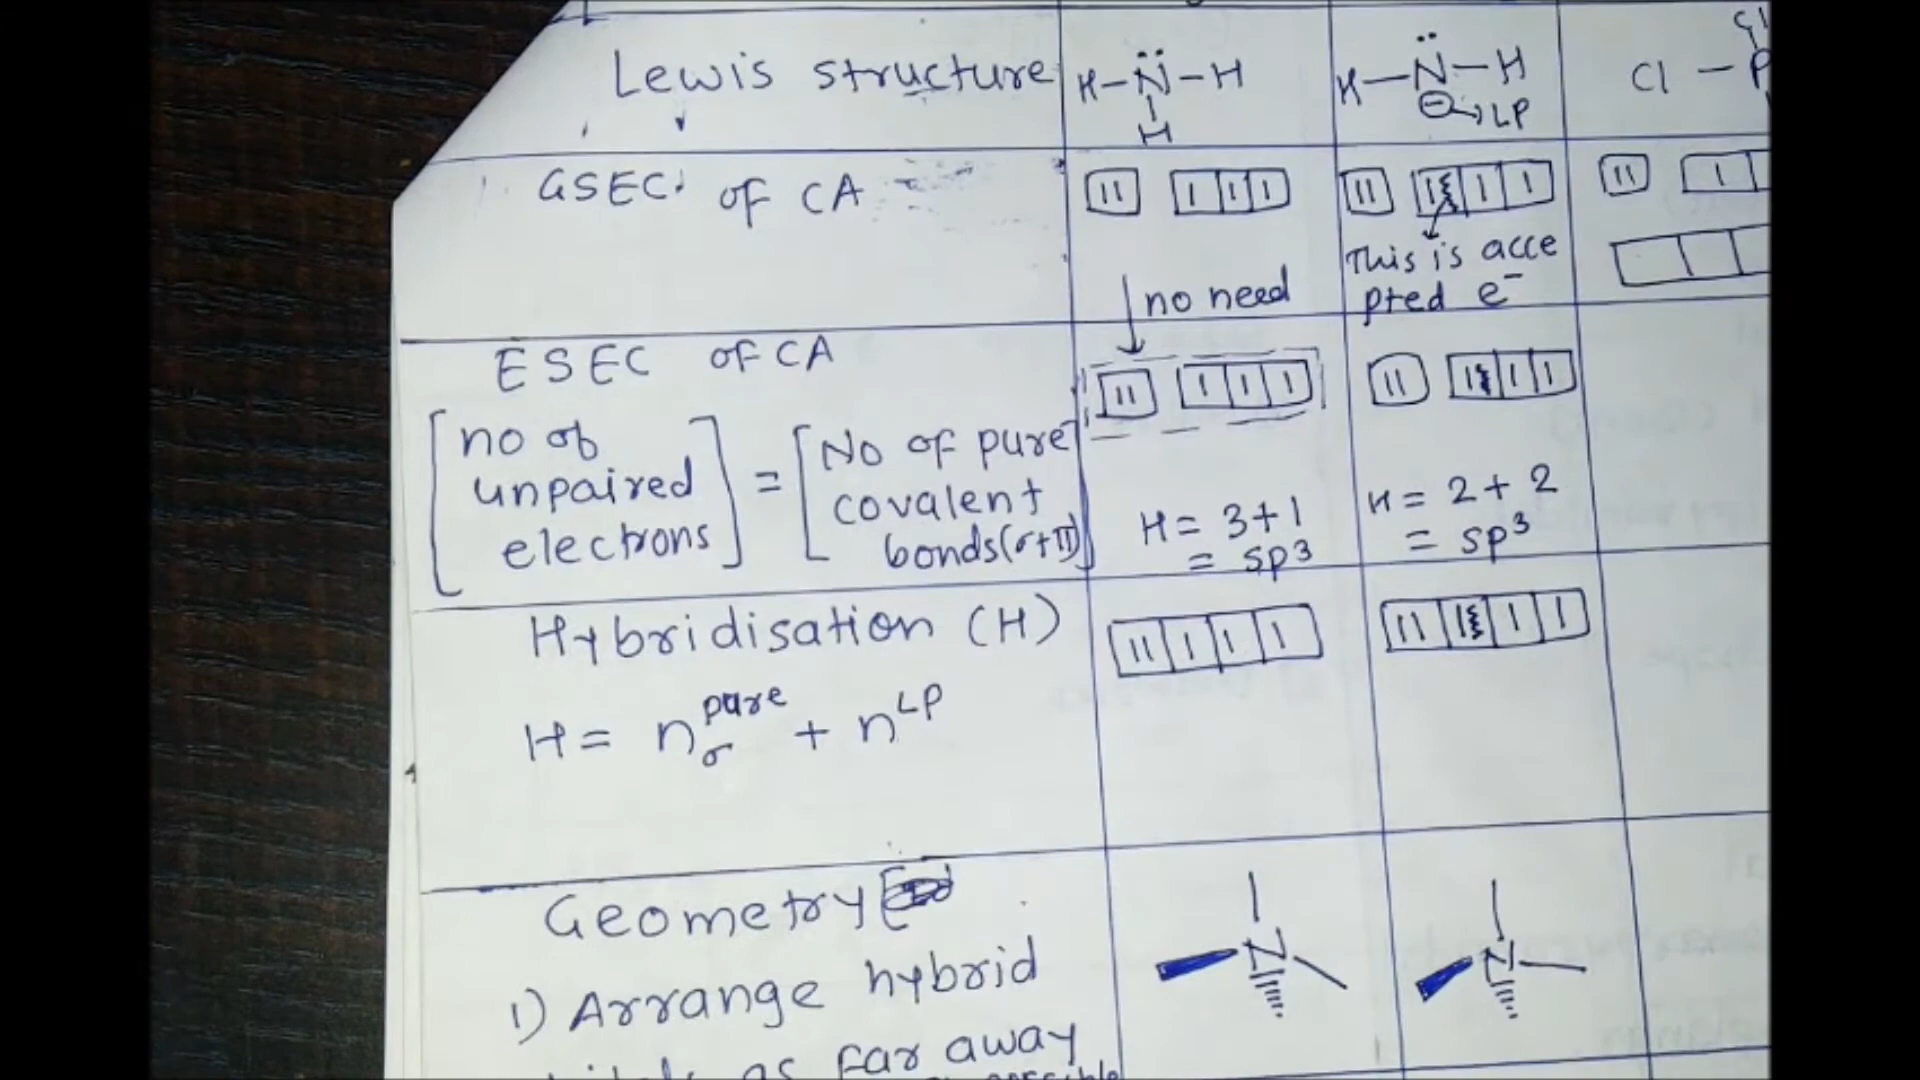 Lewis structure
H-N̈-H
H
H-N̈-H
⊖→LP
Cl
Cl - P
GSEC of CA
This is acce
pted e⁻
no need
ESEC OF CA
[no of unpaired electrons] = [No of pure covalent bonds(σ+π)]
H = 3+1
= sp³
H = 2+2
= sp³
Hybridisation (H)
H = nσ^pure + n^LP
Geometry
N
N
1) Arrange hybrid
as far away
possible